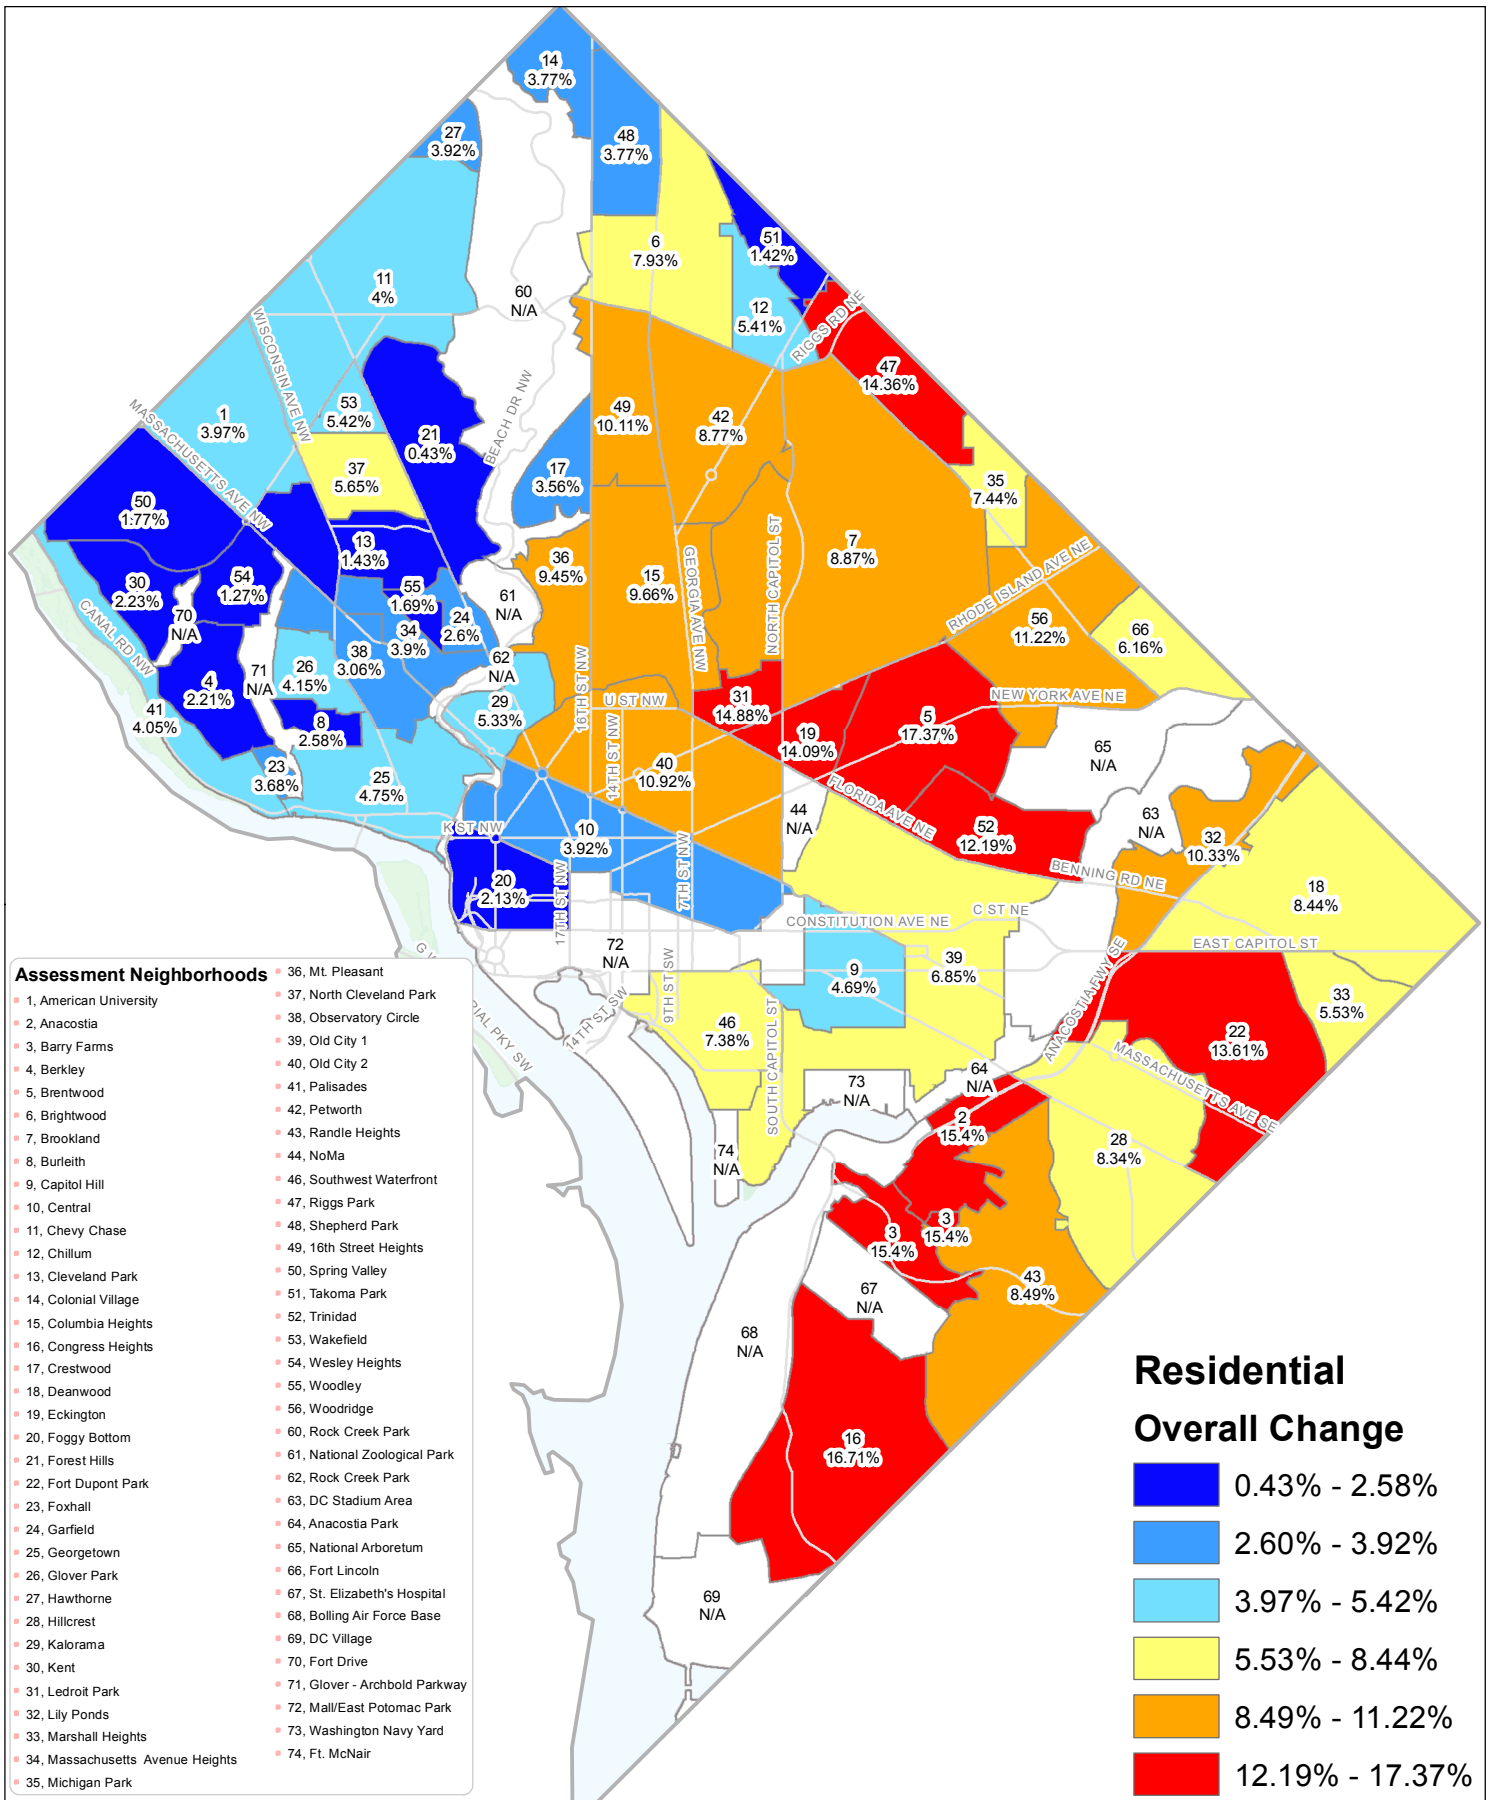 14
3.77%
27
3.92%
48
3.77%
51
1.42%
6
7.93%
11
4%
60
N/A
12
5.41%
RIGGS RD NE
WISCONSIN AVE NW
47
14.36%
MASSACHUSETTS AVE NW
1
3.97%
53
5.42%
BEACH DR NW
49
10.11%
42
8.77%
21
0.43%
37
5.65%
17
3.56%
35
7.44%
50
1.77%
13
1.43%
36
9.45%
15
9.66%
GEORGIA AVE NW
NORTH CAPITOL ST
7
8.87%
RHODE ISLAND AVE NE
30
2.23%
54
1.27%
55
1.69%
61
N/A
70
N/A
24
2.6%
56
11.22%
66
6.16%
CANAL RD NW
34
3.9%
38
3.06%
62
N/A
26
4.15%
71
N/A
4
2.21%
16TH ST NW
U ST NW
31
14.88%
NEW YORK AVE NE
29
5.33%
41
4.05%
8
2.58%
5
17.37%
19
14.09%
65
N/A
23
3.68%
25
4.75%
14TH ST NW
40
10.92%
FLORIDA AVE NE
44
N/A
63
N/A
K ST NW
10
3.92%
52
12.19%
32
10.33%
BENNING RD NE
20
2.13%
17TH ST NW
7TH ST NW
18
8.44%
CONSTITUTION AVE NE
C ST NE
EAST CAPITOL ST
72
N/A
39
6.85%
9
4.69%
9TH ST SW
14TH ST SW
G W
RIAL PKY SW
ANACOSTIA FWY SE
33
5.53%
46
7.38%
SOUTH CAPITOL ST
22
13.61%
MASSACHUSETTS AVE SE
73
N/A
64
N/A
2
15.4%
28
8.34%
74
N/A
3
15.4%
3
15.4%
43
8.49%
67
N/A
68
N/A
16
16.71%
69
N/A
Assessment Neighborhoods
1, American University
2, Anacostia
3, Barry Farms
4, Berkley
5, Brentwood
6, Brightwood
7, Brookland
8, Burleith
9, Capitol Hill
10, Central
11, Chevy Chase
12, Chillum
13, Cleveland Park
14, Colonial Village
15, Columbia Heights
16, Congress Heights
17, Crestwood
18, Deanwood
19, Eckington
20, Foggy Bottom
21, Forest Hills
22, Fort Dupont Park
23, Foxhall
24, Garfield
25, Georgetown
26, Glover Park
27, Hawthorne
28, Hillcrest
29, Kalorama
30, Kent
31, Ledroit Park
32, Lily Ponds
33, Marshall Heights
34, Massachusetts Avenue Heights
35, Michigan Park
36, Mt. Pleasant
37, North Cleveland Park
38, Observatory Circle
39, Old City 1
40, Old City 2
41, Palisades
42, Petworth
43, Randle Heights
44, NoMa
46, Southwest Waterfront
47, Riggs Park
48, Shepherd Park
49, 16th Street Heights
50, Spring Valley
51, Takoma Park
52, Trinidad
53, Wakefield
54, Wesley Heights
55, Woodley
56, Woodridge
60, Rock Creek Park
61, National Zoological Park
62, Rock Creek Park
63, DC Stadium Area
64, Anacostia Park
65, National Arboretum
66, Fort Lincoln
67, St. Elizabeth's Hospital
68, Bolling Air Force Base
69, DC Village
70, Fort Drive
71, Glover - Archbold Parkway
72, Mall/East Potomac Park
73, Washington Navy Yard
74, Ft. McNair
Residential
Overall Change
0.43% - 2.58%
2.60% - 3.92%
3.97% - 5.42%
5.53% - 8.44%
8.49% - 11.22%
12.19% - 17.37%